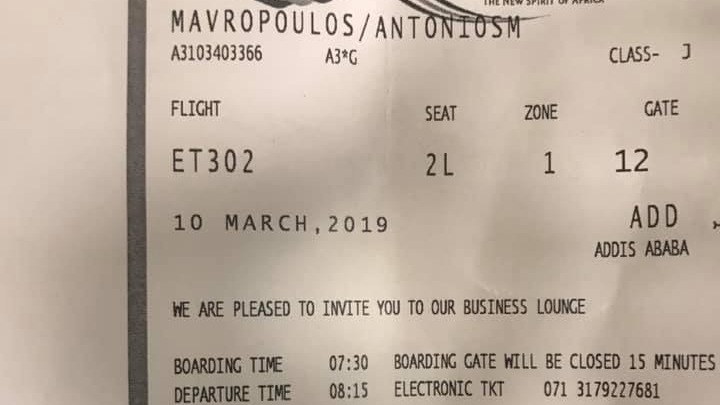 THE NEW SPIRIT OF AFRICA
MAVROPOULOS/ANTONIOSM
A3103403366 A3*G CLASS- J
FLIGHT SEAT ZONE GATE
ET302 2L 1 12
10 MARCH,2019 ADD
ADDIS ABABA
WE ARE PLEASED TO INVITE YOU TO OUR BUSINESS LOUNGE
BOARDING TIME 07:30 BOARDING GATE WILL BE CLOSED 15 MINUTES
DEPARTURE TIME 08:15 ELECTRONIC TKT 071 3179227681